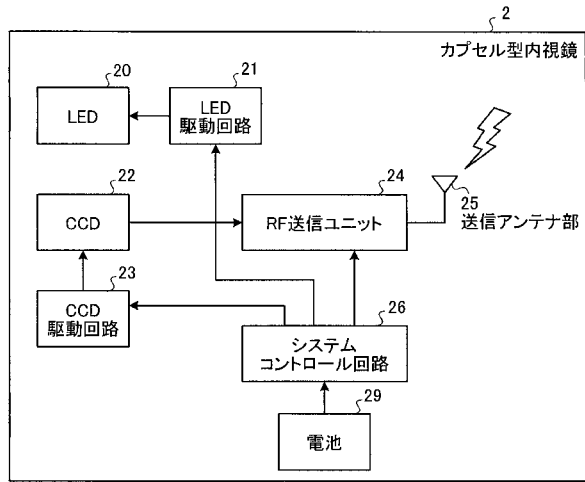 2
カプセル型内視鏡
20
LED
21
LED
駆動回路
22
CCD
24
RF送信ユニット
25
送信アンテナ部
23
CCD
駆動回路
26
システム
コントロール回路
29
電池